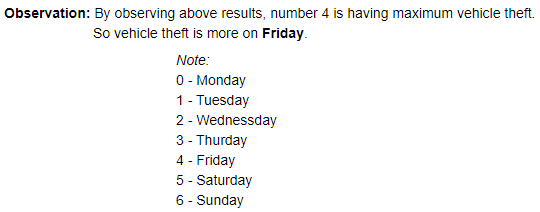 Observation: By observing above results, number 4 is having maximum vehicle theft.
So vehicle theft is more on Friday.
Note:
0 - Monday
1 - Tuesday
2 - Wednessday
3 - Thurday
4 - Friday
5 - Saturday
6 - Sunday